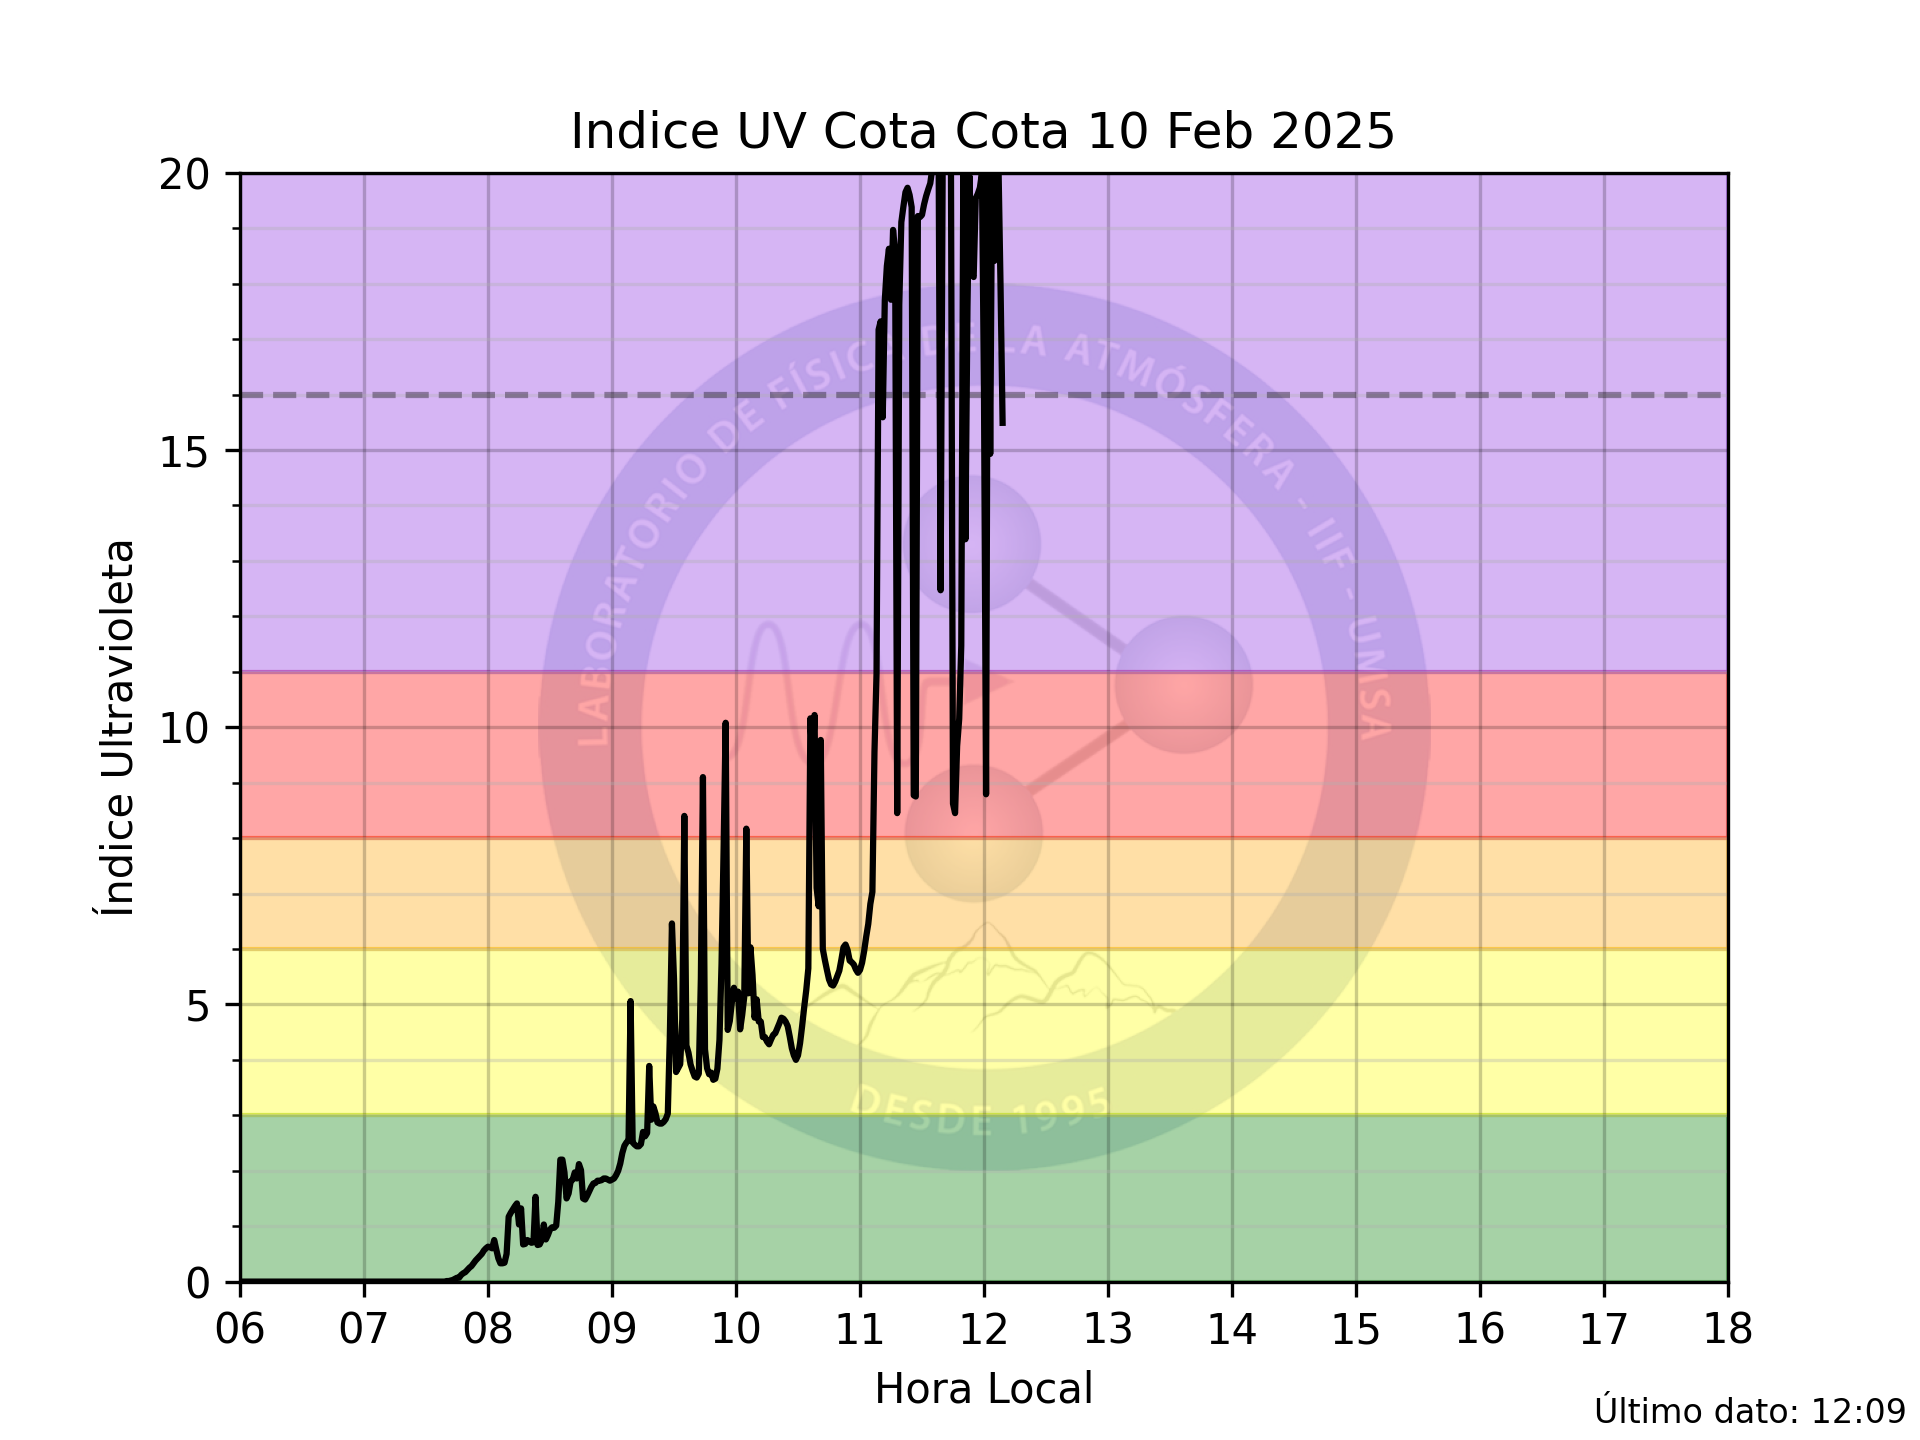 Indice UV Cota Cota 10 Feb 2025
20
15
10
5
0
Índice Ultravioleta
LABORATORIO DE FÍSICA DE LA ATMÓSFERA - IIF - UMSA
DESDE 1995
06 07 08 09 10 11 12 13 14 15 16 17 18
Hora Local
Último dato: 12:09